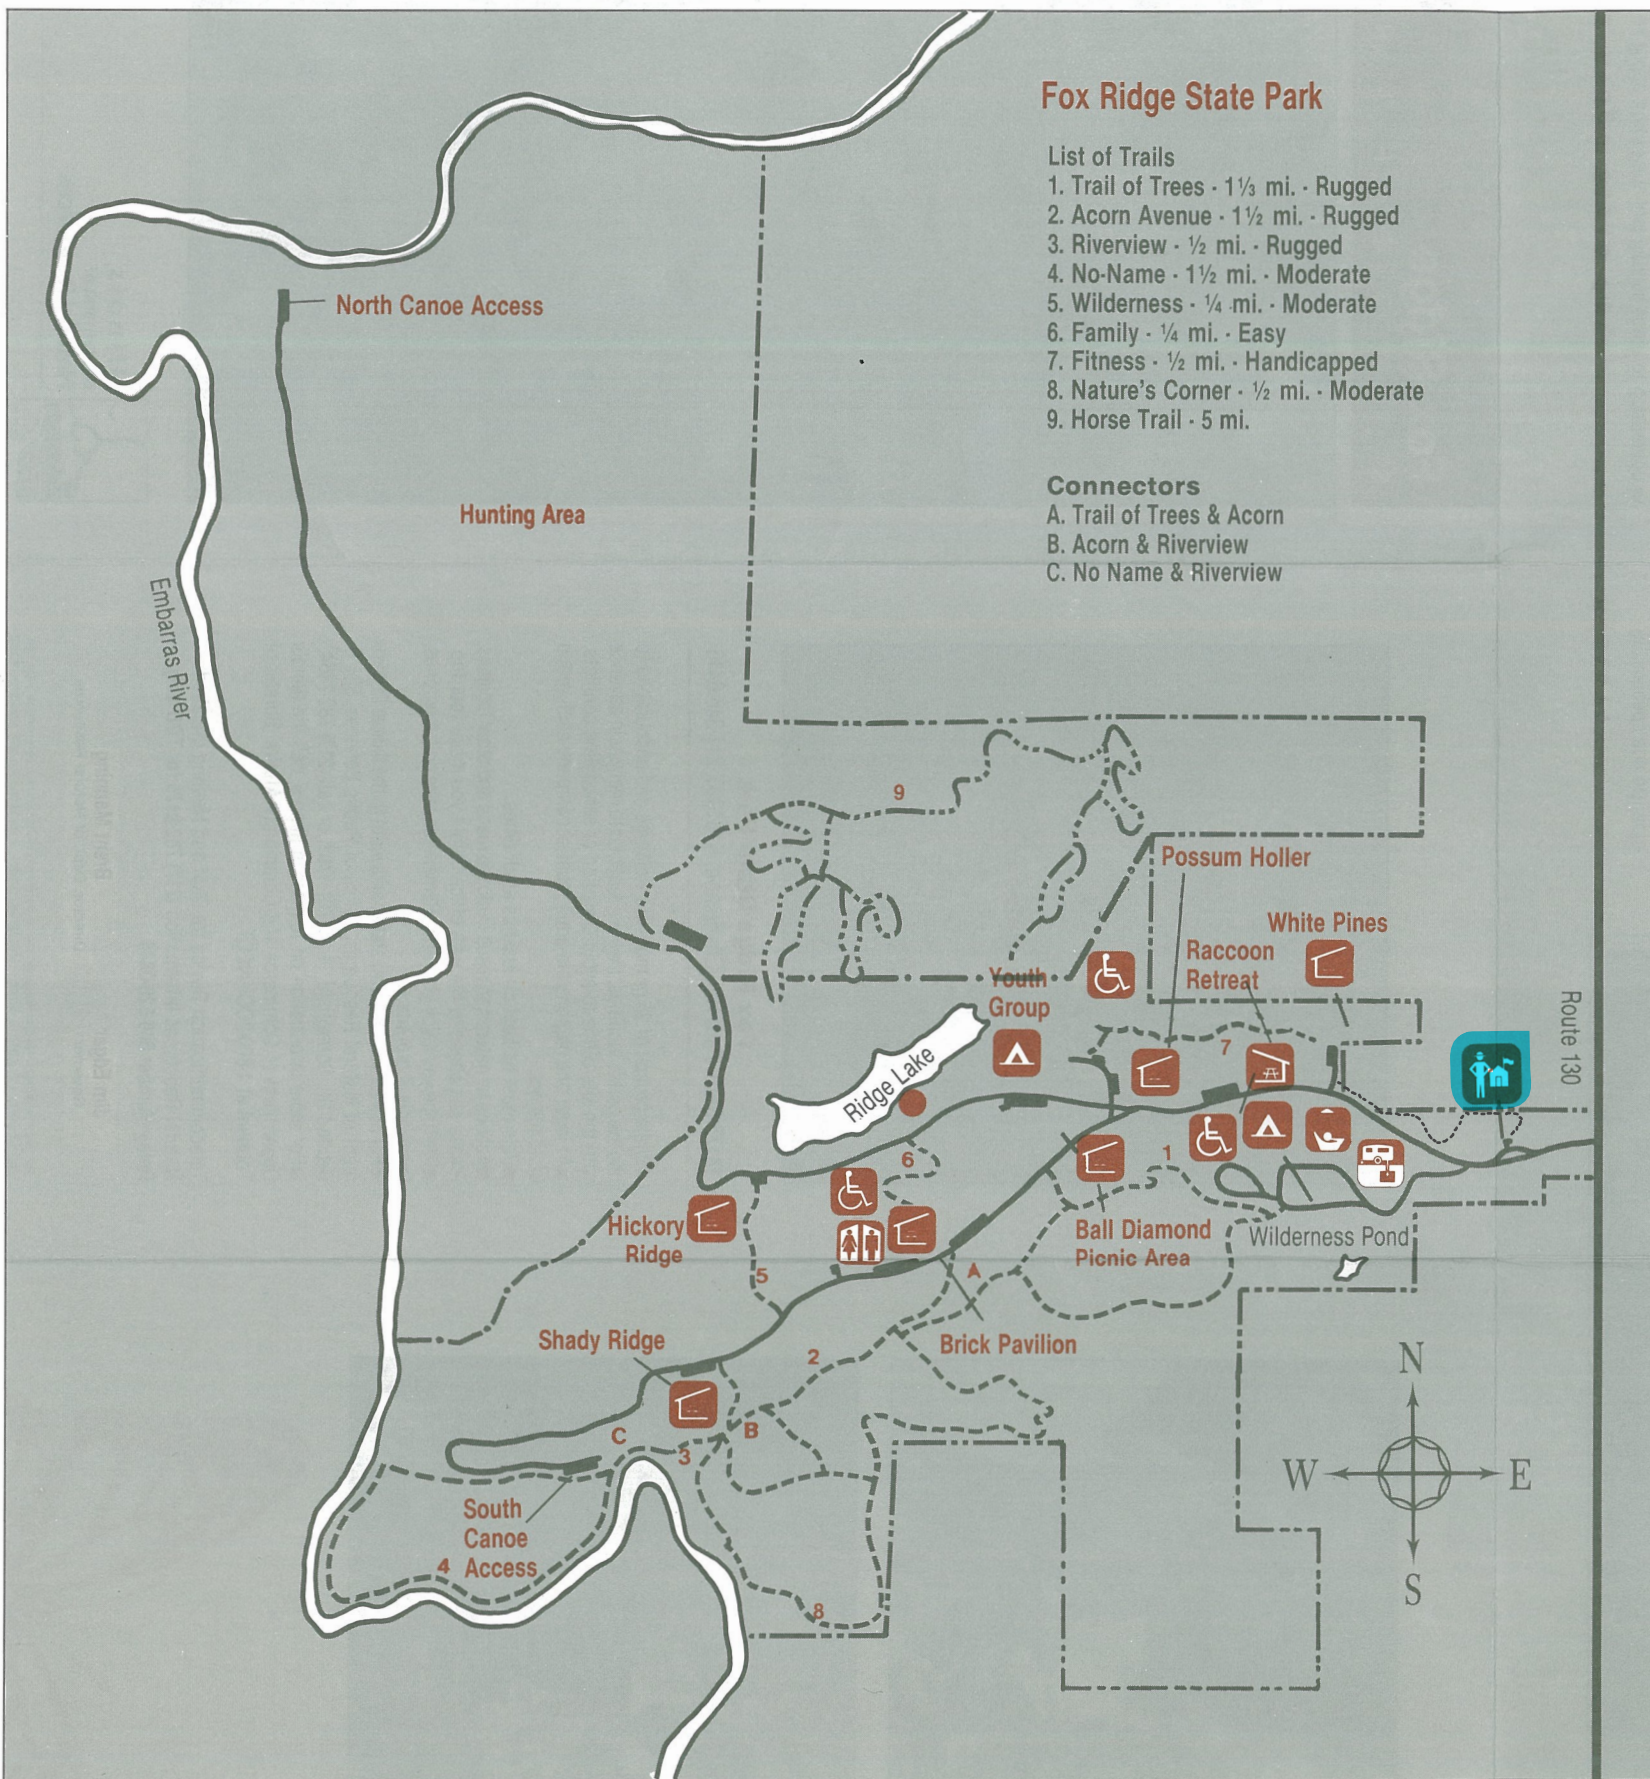 Fox Ridge State Park
List of Trails
1. Trail of Trees - 1⅓ mi. - Rugged
2. Acorn Avenue - 1½ mi. - Rugged
3. Riverview - ½ mi. - Rugged
4. No-Name - 1½ mi. - Moderate
5. Wilderness - ¼ mi. - Moderate
6. Family - ¼ mi. - Easy
7. Fitness - ½ mi. - Handicapped
8. Nature's Corner - ½ mi. - Moderate
9. Horse Trail - 5 mi.
Connectors
A. Trail of Trees & Acorn
B. Acorn & Riverview
C. No Name & Riverview
North Canoe Access
Hunting Area
Embarras River
9
Possum Holler
White Pines
Raccoon
Retreat
Youth
Group
Route 130
Ridge Lake
7
6
1
Hickory
Ridge
Ball Diamond
Picnic Area
Wilderness Pond
5
A
Shady Ridge
Brick Pavilion
2
N
C
B
3
W
E
South
Canoe
Access
4
S
8